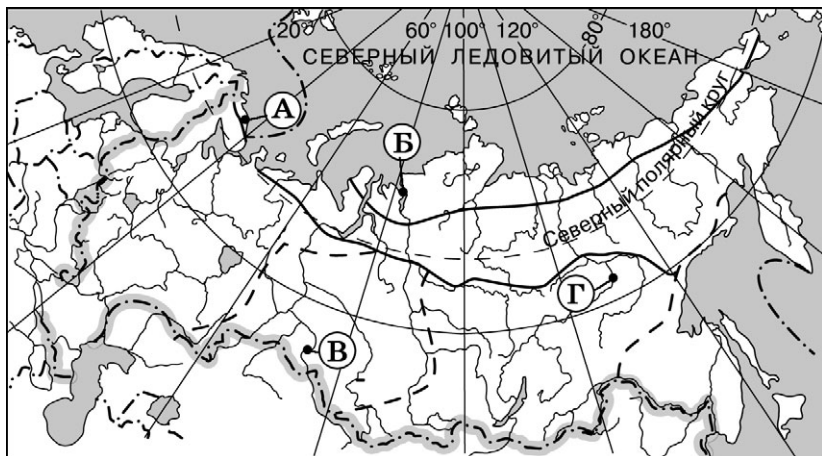 20° 60° 100° 120° 180°
80°
СЕВЕРНЫЙ ЛЕДОВИТЫЙ ОКЕАН
А
Б
Северный полярный круг
Г
В